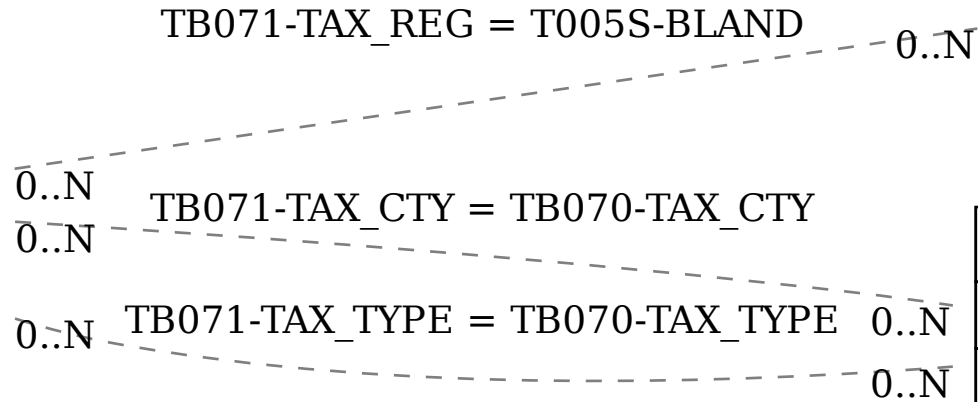 TB071-TAX_REG = T005S-BLAND
0..N
0..N
TB071-TAX_CTY = TB070-TAX_CTY
0..N
TB071-TAX_TYPE = TB070-TAX_TYPE
0..N
0..N
0..N